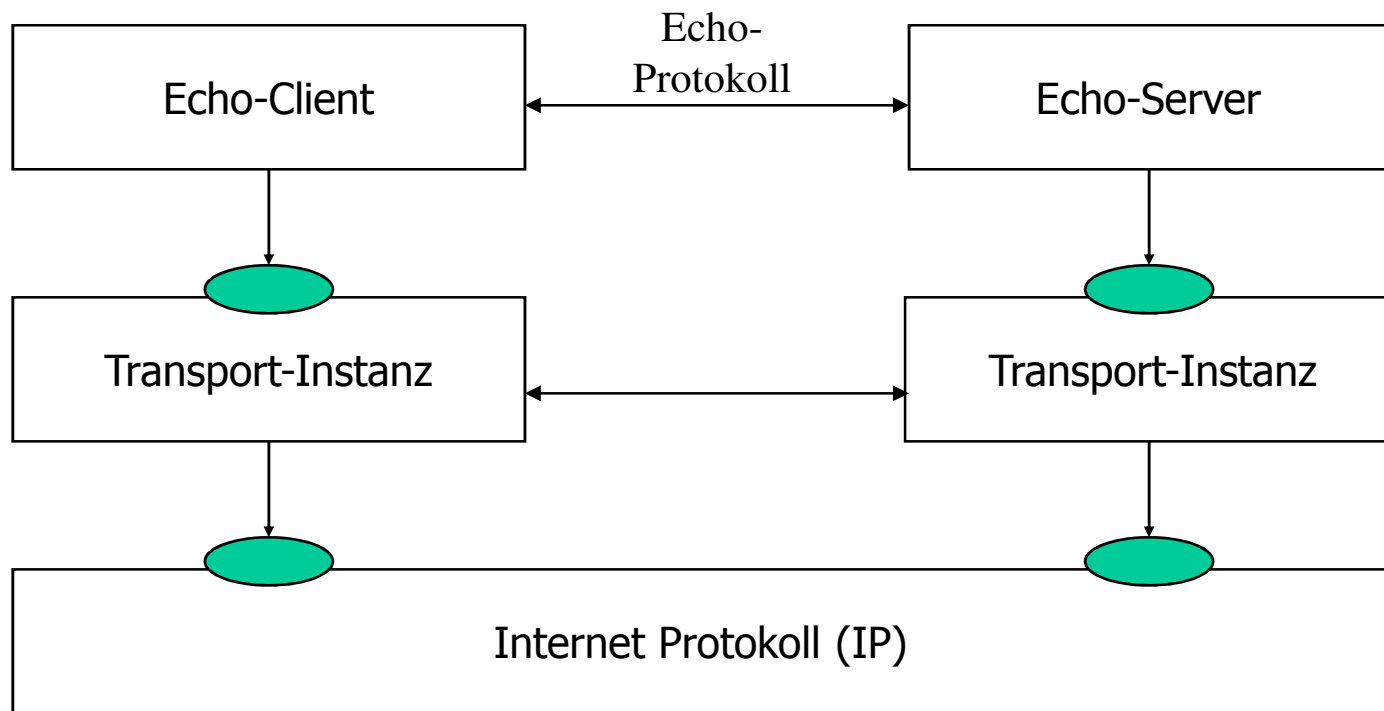 Echo-
Protokoll
Echo-Client
Echo-Server
Transport-Instanz
Transport-Instanz
Internet Protokoll (IP)